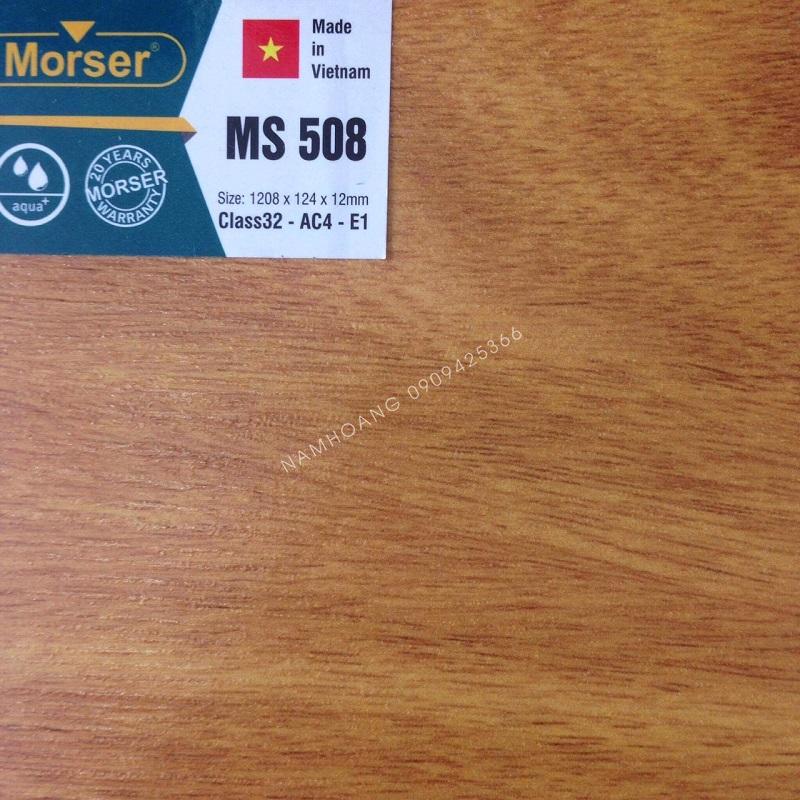 Morser®
Made
in
Vietnam
MS 508
aqua+
20 YEARS
MORSER
WARRANTY
Size: 1208 x 124 x 12mm
Class32 - AC4 - E1
NAMHOANG 0909425366